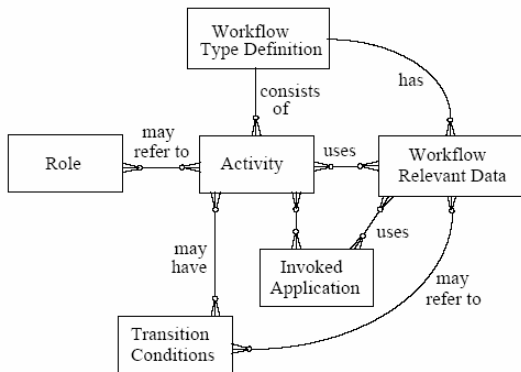 Workflow
Type Definition
consists
of
has
may
refer to
Role
Activity
uses
Workflow
Relevant Data
may
have
uses
Invoked
Application
may
refer to
Transition
Conditions